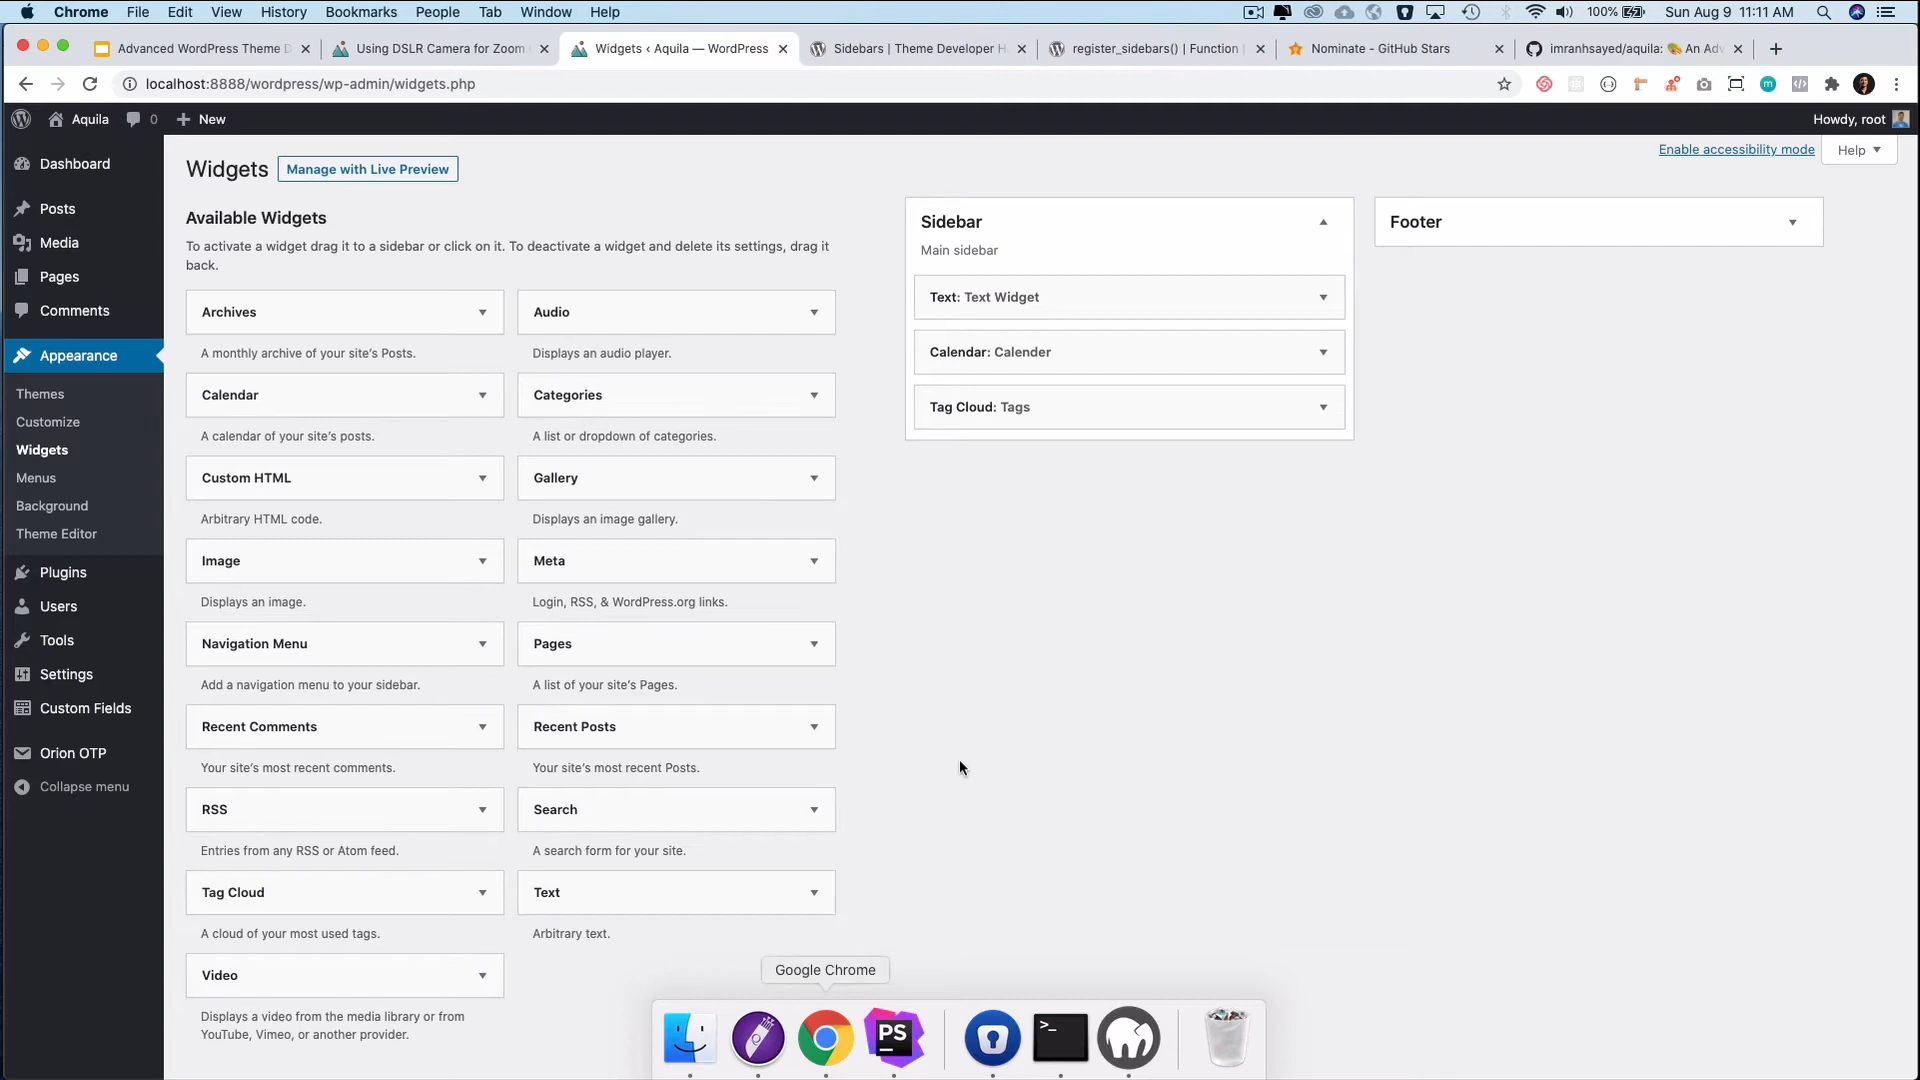 Chrome File Edit View History Bookmarks People Tab Window Help 100% Sun Aug 9 11:11 AM
Advanced WordPress Theme D Using DSLR Camera for Zoom Widgets ‹ Aquila — WordPress Sidebars | Theme Developer H register_sidebars() | Function Nominate - GitHub Stars imranhsayed/aquila: An Adv
localhost:8888/wordpress/wp-admin/widgets.php
Aquila 0 New Howdy, root
Dashboard
Posts
Media
Pages
Comments
Appearance
Themes
Customize
Widgets
Menus
Background
Theme Editor
Plugins
Users
Tools
Settings
Custom Fields
Orion OTP
Collapse menu
Enable accessibility mode Help
Widgets Manage with Live Preview
Available Widgets
To activate a widget drag it to a sidebar or click on it. To deactivate a widget and delete its settings, drag it
back.
Archives Audio
A monthly archive of your site's Posts. Displays an audio player.
Calendar Categories
A calendar of your site's posts. A list or dropdown of categories.
Custom HTML Gallery
Arbitrary HTML code. Displays an image gallery.
Image Meta
Displays an image. Login, RSS, & WordPress.org links.
Navigation Menu Pages
Add a navigation menu to your sidebar. A list of your site's Pages.
Recent Comments Recent Posts
Your site's most recent comments. Your site's most recent Posts.
RSS Search
Entries from any RSS or Atom feed. A search form for your site.
Tag Cloud Text
A cloud of your most used tags. Arbitrary text.
Video
Displays a video from the media library or from
YouTube, Vimeo, or another provider.
Sidebar
Main sidebar
Text: Text Widget
Calendar: Calender
Tag Cloud: Tags
Footer
Google Chrome
PS
>_